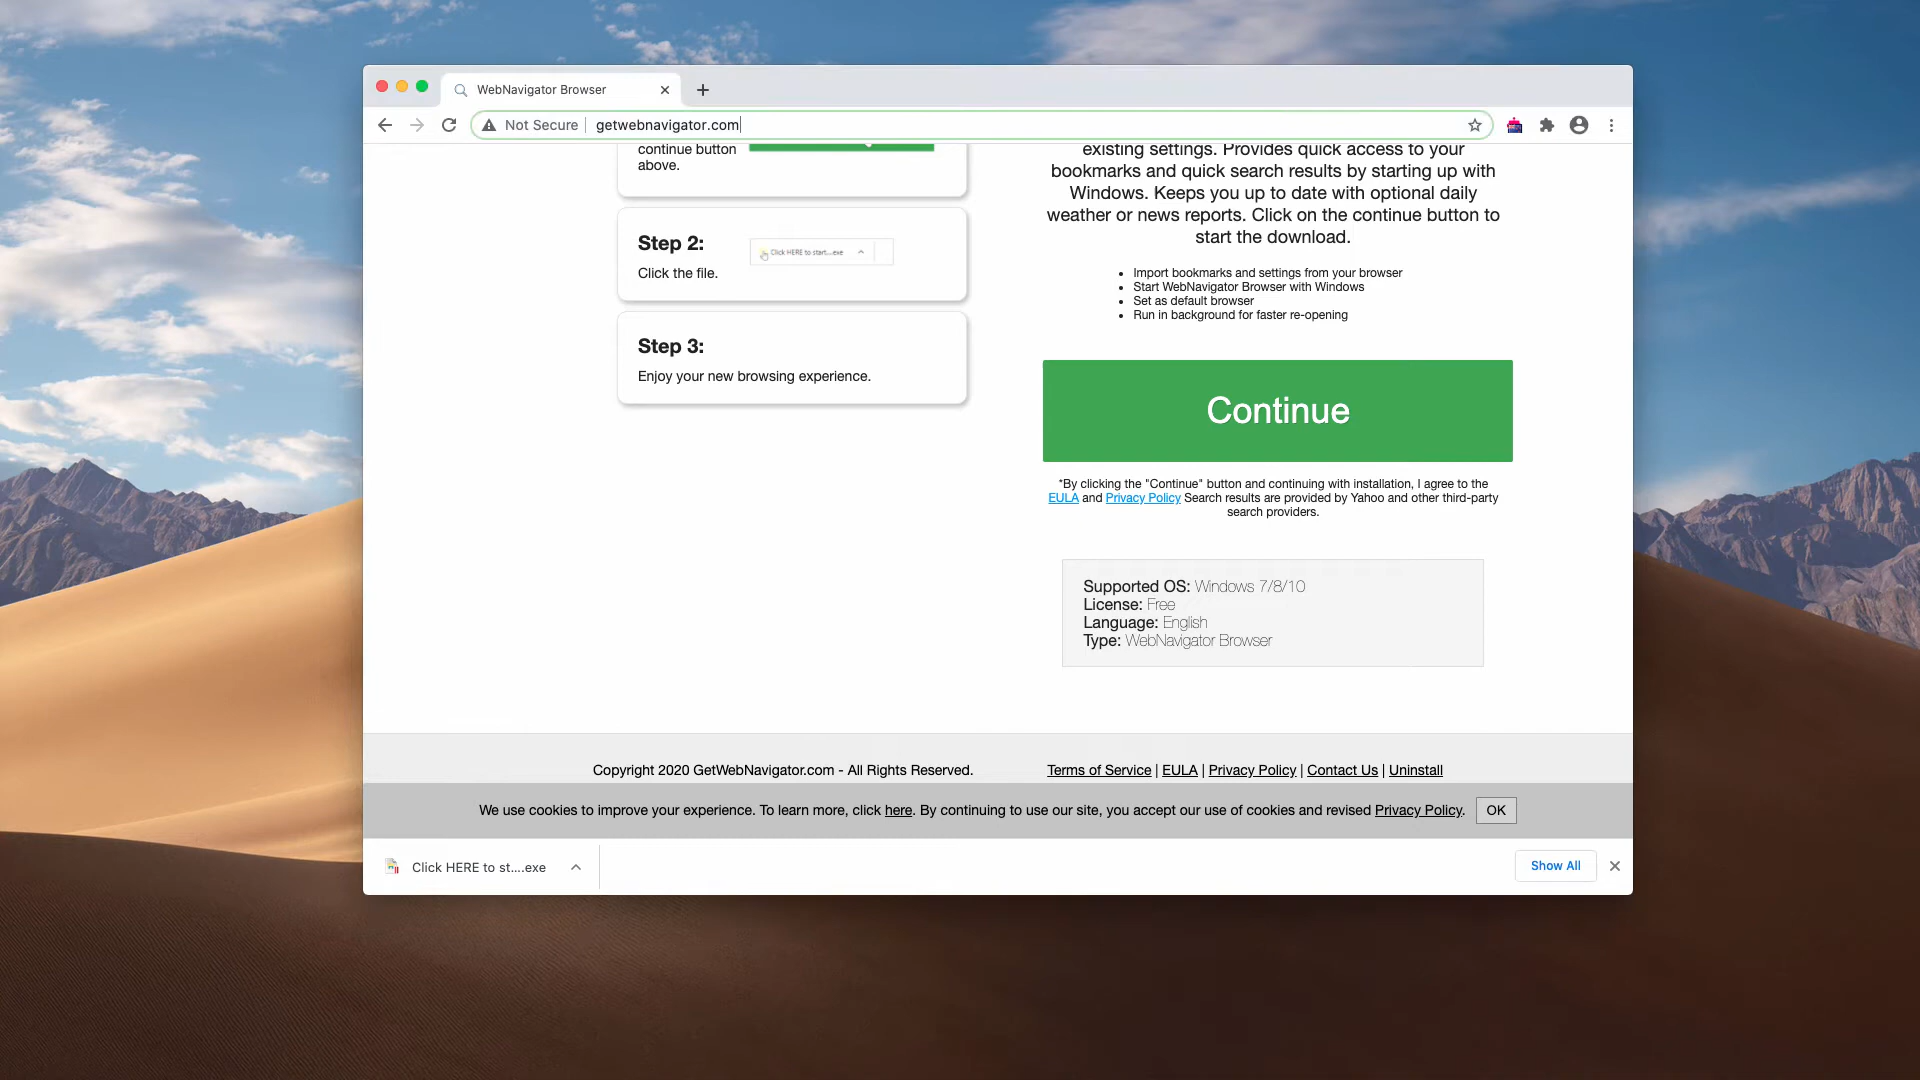 WebNavigator Browser
Not Secure
getwebnavigator.com
continue button
above.
Step 2:
Click the file.
Click HERE to start....exe
Step 3:
Enjoy your new browsing experience.
existing settings. Provides quick access to your
bookmarks and quick search results by starting up with
Windows. Keeps you up to date with optional daily
weather or news reports. Click on the continue button to
start the download.
• Import bookmarks and settings from your browser
• Start WebNavigator Browser with Windows
• Set as default browser
• Run in background for faster re-opening
Continue
*By clicking the "Continue" button and continuing with installation, I agree to the
EULA and Privacy Policy Search results are provided by Yahoo and other third-party
search providers.
Supported OS: Windows 7/8/10
License: Free
Language: English
Type: WebNavigator Browser
Copyright 2020 GetWebNavigator.com - All Rights Reserved.
Terms of Service | EULA | Privacy Policy | Contact Us | Uninstall
We use cookies to improve your experience. To learn more, click here. By continuing to use our site, you accept our use of cookies and revised Privacy Policy.
OK
Click HERE to st....exe
Show All